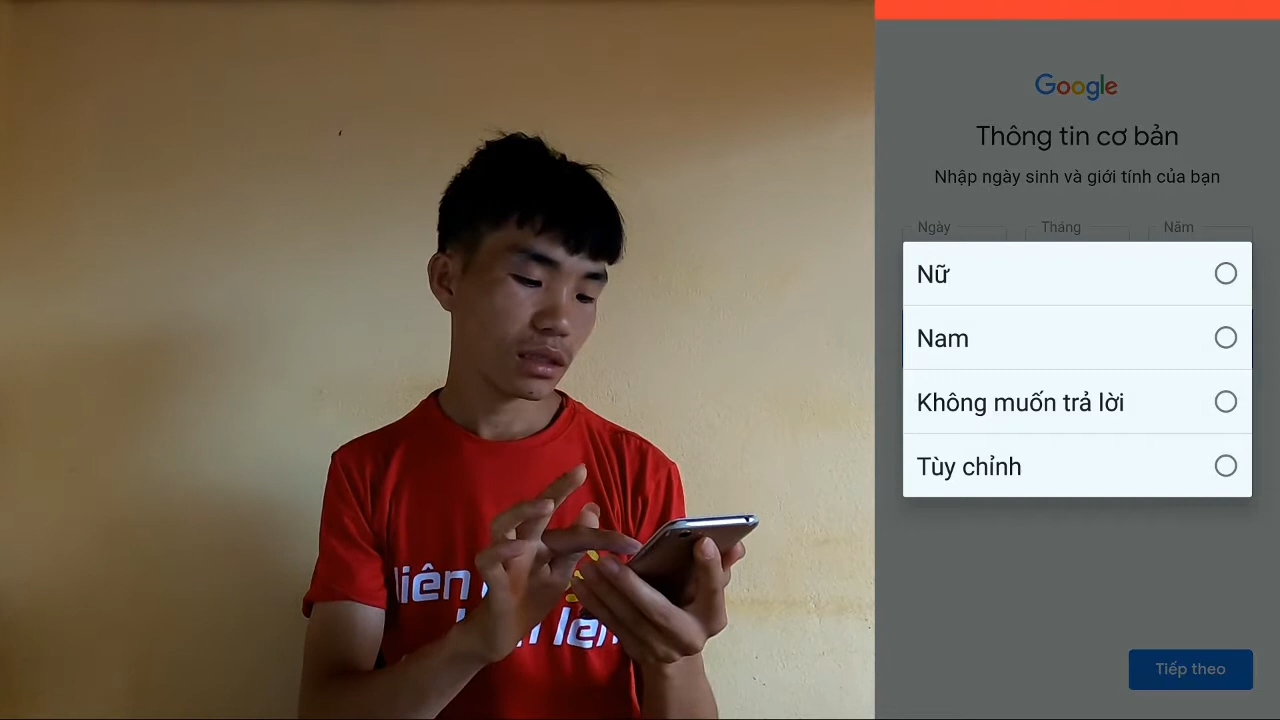 Google
Thông tin cơ bản
Nhập ngày sinh và giới tính của bạn
Ngày Tháng Năm
Nữ
Nam
Không muốn trả lời
Tùy chỉnh
Tiếp theo